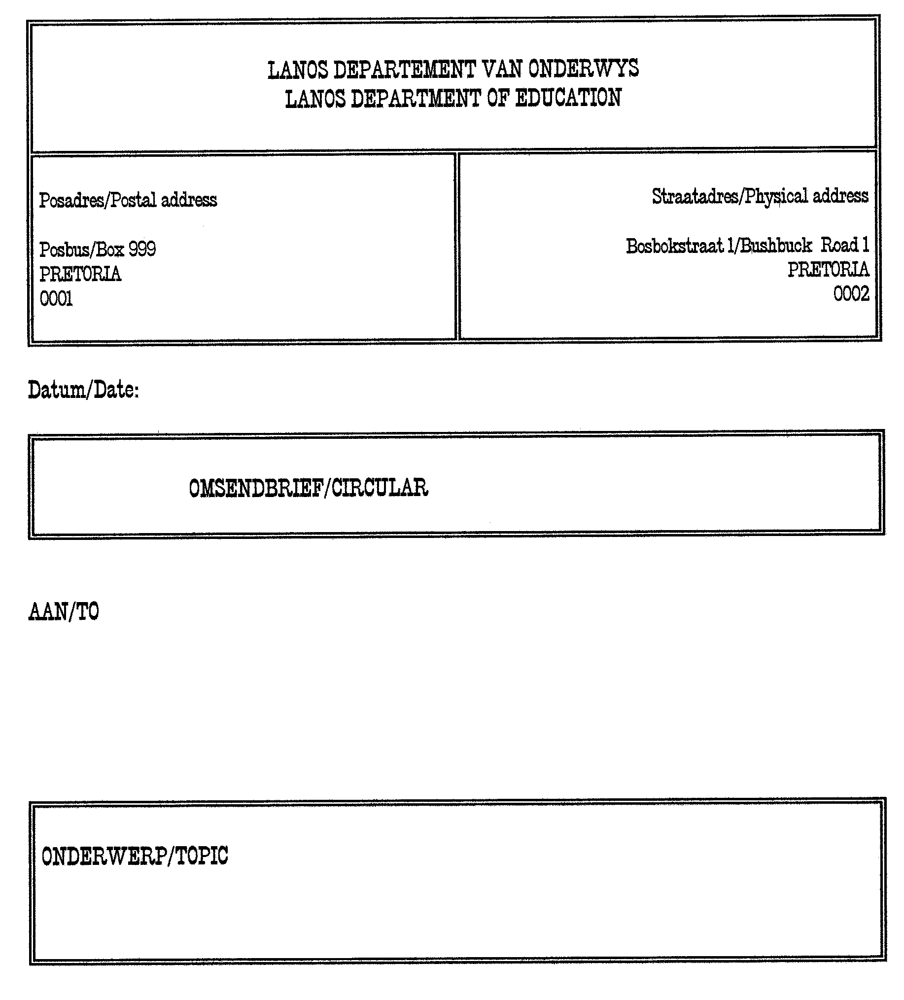 LANOS DEPARTEMENT VAN ONDERWYS
LANOS DEPARTMENT OF EDUCATION
Posadres/Postal address
Posbus/Box 999
PRETORIA
0001
Straatadres/Physical address
Bosbokstraat 1/Bushbuck Road 1
PRETORIA
0002
Datum/Date:
OMSENDBRIEF/CIRCULAR
AAN/TO
ONDERWERP/TOPIC